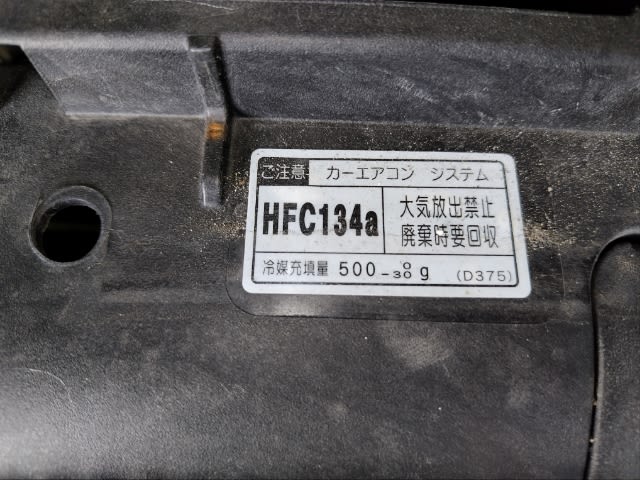 ご注意 カーエアコン システム
HFC134a
大気放出禁止
廃棄時要回収
冷媒充填量 500 -0/30 g (D375)